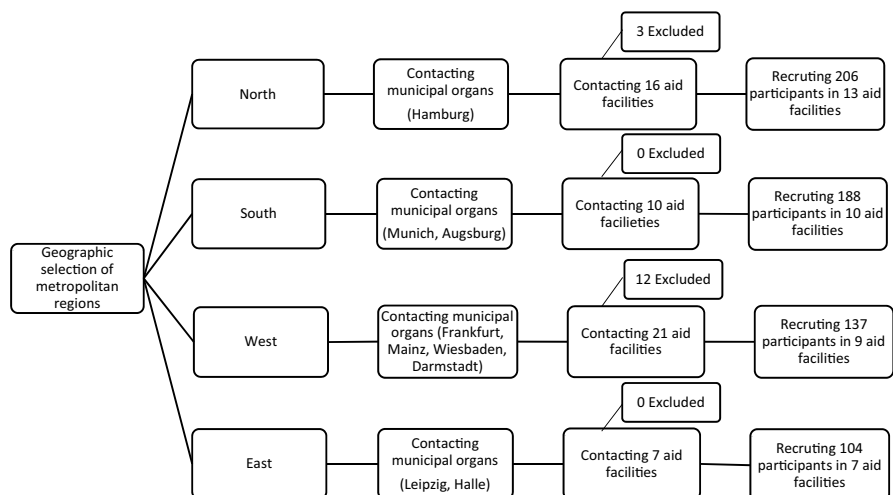 Geographic
selection of
metropolitan
regions
North
Contacting
municipal organs
(Hamburg)
3 Excluded
Contacting 16 aid
facilities
Recruting 206
participants in 13 aid
facilities
South
Contacting
municipal organs
(Munich, Augsburg)
0 Excluded
Contacting 10 aid
facilieties
Recruting 188
participants in 10 aid
facilities
West
Contacting municipal
organs (Frankfurt,
Mainz, Wiesbaden,
Darmstadt)
12 Excluded
Contacting 21 aid
facilities
Recruting 137
participants in 9 aid
facilities
East
Contacting
municipal organs
(Leipzig, Halle)
0 Excluded
Contacting 7 aid
facilities
Recruting 104
participants in 7 aid
facilities